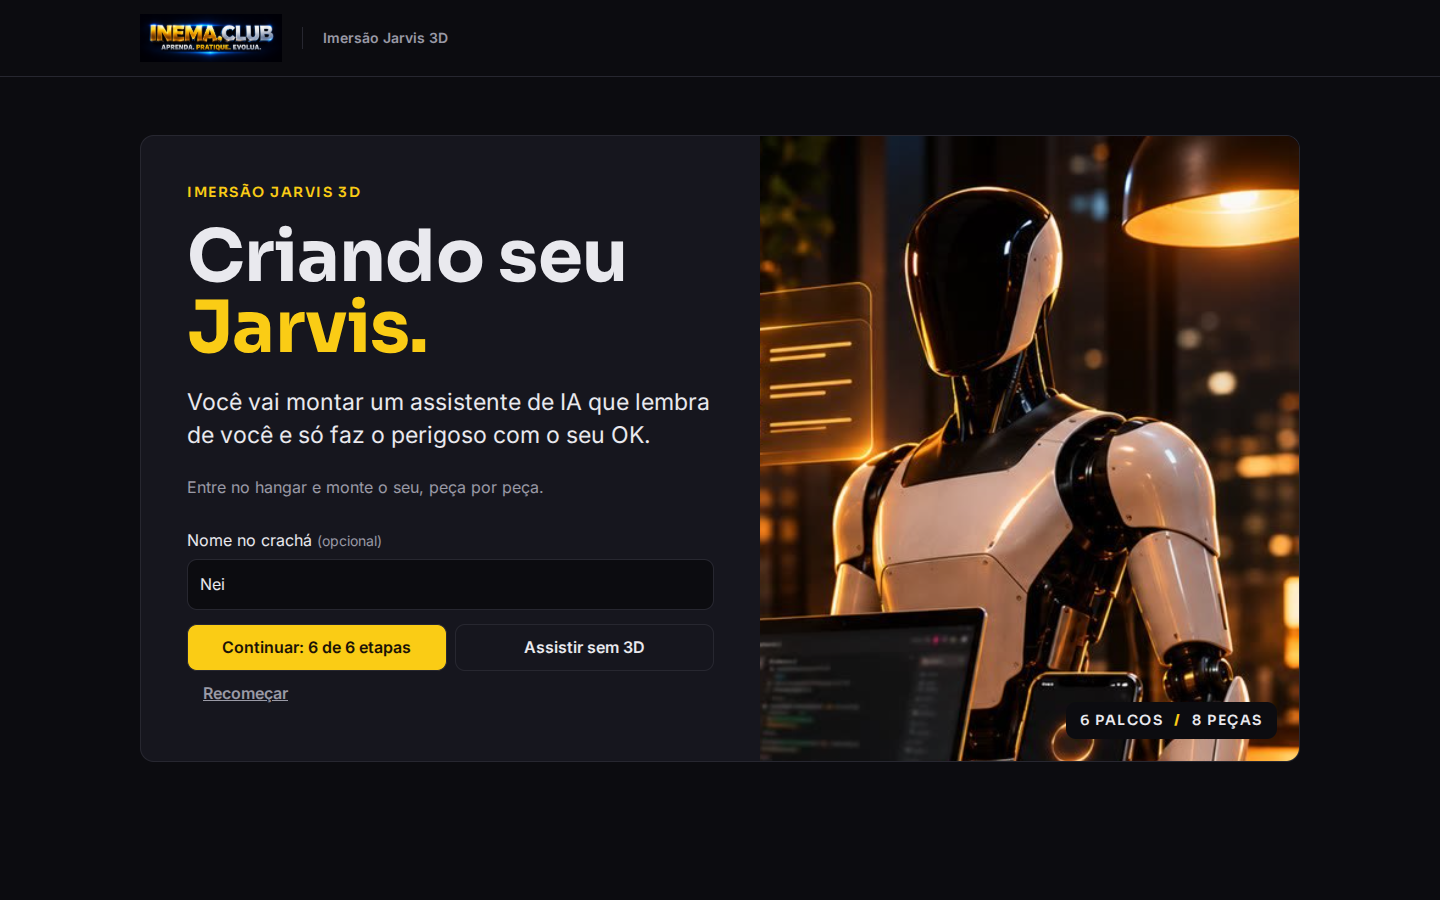 INEMA.CLUB
APRENDA. PRATIQUE. EVOLUA.
Imersão Jarvis 3D
IMERSÃO JARVIS 3D
Criando seu
Jarvis.
Você vai montar um assistente de IA que lembra
de você e só faz o perigoso com o seu OK.
Entre no hangar e monte o seu, peça por peça.
Nome no crachá (opcional)
Nei
Continuar: 6 de 6 etapas
Assistir sem 3D
Recomeçar
6 PALCOS / 8 PEÇAS